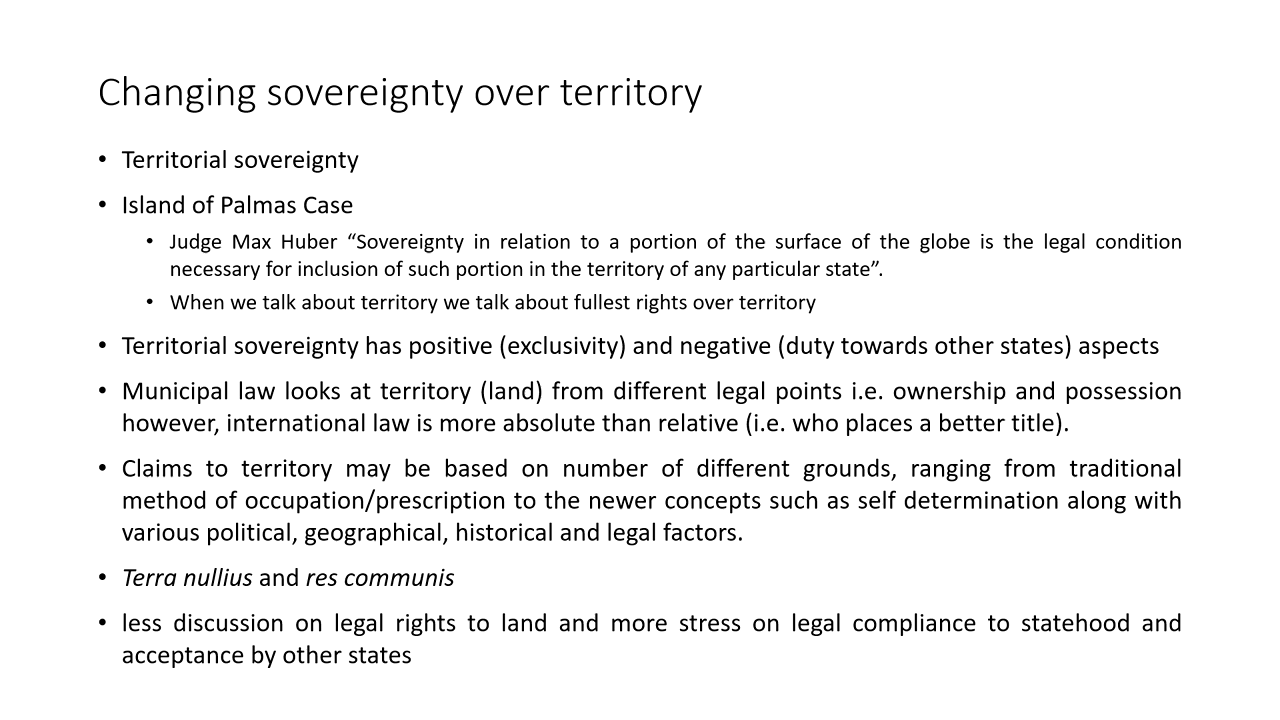 Changing sovereignty over territory
• Territorial sovereignty
• Island of Palmas Case
• Judge Max Huber “Sovereignty in relation to a portion of the surface of the globe is the legal condition
necessary for inclusion of such portion in the territory of any particular state”.
• When we talk about territory we talk about fullest rights over territory
• Territorial sovereignty has positive (exclusivity) and negative (duty towards other states) aspects
• Municipal law looks at territory (land) from different legal points i.e. ownership and possession
however, international law is more absolute than relative (i.e. who places a better title).
• Claims to territory may be based on number of different grounds, ranging from traditional
method of occupation/prescription to the newer concepts such as self determination along with
various political, geographical, historical and legal factors.
• Terra nullius and res communis
• less discussion on legal rights to land and more stress on legal compliance to statehood and
acceptance by other states